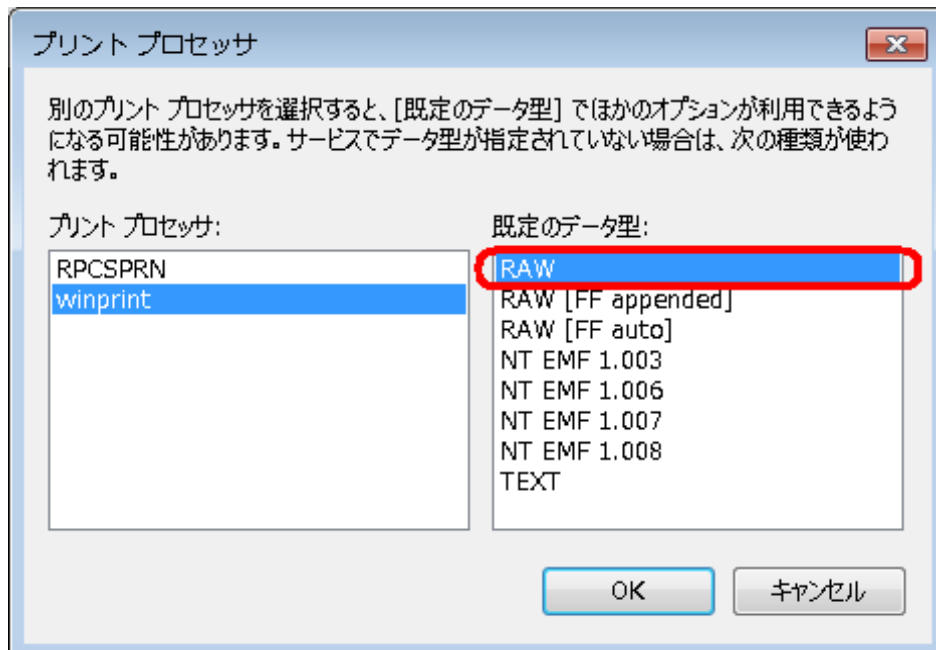 プリント プロセッサ
別のプリント プロセッサを選択すると、[既定のデータ型] でほかのオプションが利用できるよう
になる可能性があります。サービスでデータ型が指定されていない場合は、次の種類が使わ
れます。
プリント プロセッサ:
RPCSPRN
winprint
既定のデータ型:
RAW
RAW [FF appended]
RAW [FF auto]
NT EMF 1.003
NT EMF 1.006
NT EMF 1.007
NT EMF 1.008
TEXT
OK
キャンセル